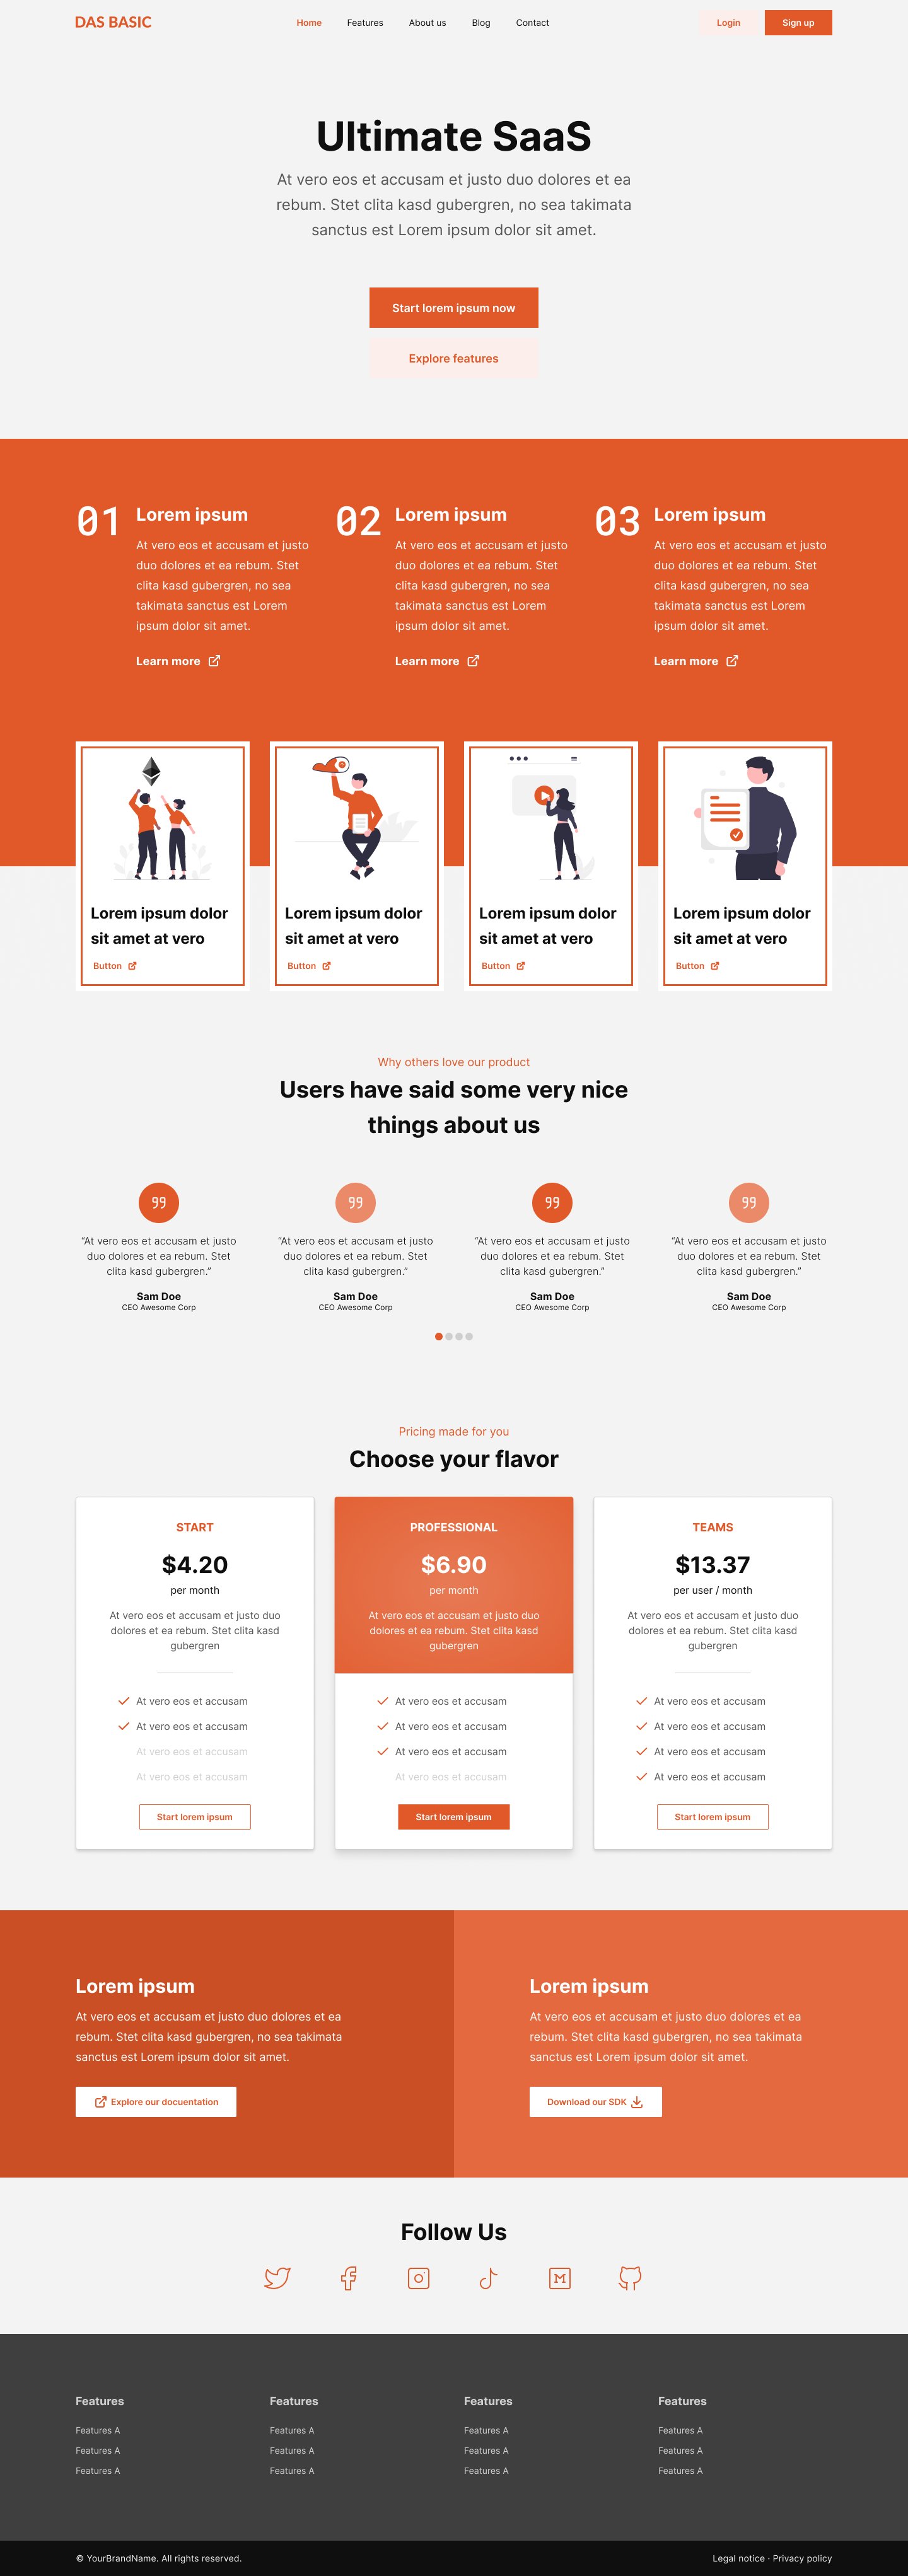 DAS BASIC
Home Features About us Blog Contact
Login Sign up
Ultimate SaaS
At vero eos et accusam et justo duo dolores et ea
rebum. Stet clita kasd gubergren, no sea takimata
sanctus est Lorem ipsum dolor sit amet.
Start lorem ipsum now
Explore features
01
Lorem ipsum
At vero eos et accusam et justo
duo dolores et ea rebum. Stet
clita kasd gubergren, no sea
takimata sanctus est Lorem
ipsum dolor sit amet.
Learn more
02
Lorem ipsum
At vero eos et accusam et justo
duo dolores et ea rebum. Stet
clita kasd gubergren, no sea
takimata sanctus est Lorem
ipsum dolor sit amet.
Learn more
03
Lorem ipsum
At vero eos et accusam et justo
duo dolores et ea rebum. Stet
clita kasd gubergren, no sea
takimata sanctus est Lorem
ipsum dolor sit amet.
Learn more
Lorem ipsum dolor
sit amet at vero
Button
Lorem ipsum dolor
sit amet at vero
Button
Lorem ipsum dolor
sit amet at vero
Button
Lorem ipsum dolor
sit amet at vero
Button
Why others love our product
Users have said some very nice
things about us
“At vero eos et accusam et justo
duo dolores et ea rebum. Stet
clita kasd gubergren.”
Sam Doe
CEO Awesome Corp
“At vero eos et accusam et justo
duo dolores et ea rebum. Stet
clita kasd gubergren.”
Sam Doe
CEO Awesome Corp
“At vero eos et accusam et justo
duo dolores et ea rebum. Stet
clita kasd gubergren.”
Sam Doe
CEO Awesome Corp
“At vero eos et accusam et justo
duo dolores et ea rebum. Stet
clita kasd gubergren.”
Sam Doe
CEO Awesome Corp
Pricing made for you
Choose your flavor
START
$4.20
per month
At vero eos et accusam et justo duo
dolores et ea rebum. Stet clita kasd
gubergren
At vero eos et accusam
At vero eos et accusam
At vero eos et accusam
At vero eos et accusam
Start lorem ipsum
PROFESSIONAL
$6.90
per month
At vero eos et accusam et justo duo
dolores et ea rebum. Stet clita kasd
gubergren
At vero eos et accusam
At vero eos et accusam
At vero eos et accusam
At vero eos et accusam
Start lorem ipsum
TEAMS
$13.37
per user / month
At vero eos et accusam et justo duo
dolores et ea rebum. Stet clita kasd
gubergren
At vero eos et accusam
At vero eos et accusam
At vero eos et accusam
At vero eos et accusam
Start lorem ipsum
Lorem ipsum
At vero eos et accusam et justo duo dolores et ea
rebum. Stet clita kasd gubergren, no sea takimata
sanctus est Lorem ipsum dolor sit amet.
Explore our docuentation
Lorem ipsum
At vero eos et accusam et justo duo dolores et ea
rebum. Stet clita kasd gubergren, no sea takimata
sanctus est Lorem ipsum dolor sit amet.
Download our SDK
Follow Us
Features
Features A
Features A
Features A
Features
Features A
Features A
Features A
Features
Features A
Features A
Features A
Features
Features A
Features A
Features A
© YourBrandName. All rights reserved.
Legal notice · Privacy policy